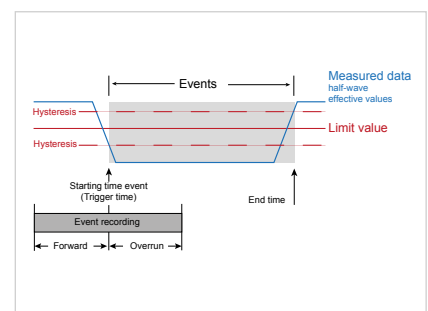 Events
Measured data
half-wave
effective values
Hysteresis
Limit value
Hysteresis
Starting time event
(Trigger time)
End time
Event recording
Forward
Overrun